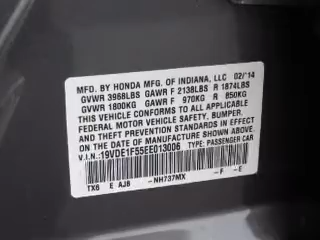 MFD. BY HONDA MFG. OF INDIANA, LLC 02/14
GVWR 3968LBS GAWR F 2138LBS R 1874LBS
GVWR 1800KG GAWR F 970KG R 850KG
THIS VEHICLE CONFORMS TO ALL APPLICABLE
FEDERAL MOTOR VEHICLE SAFETY, BUMPER,
AND THEFT PREVENTION STANDARDS IN EFFECT
ON THE DATE OF MANUFACTURE SHOWN ABOVE.
V.I.N. 19VDE1F55EE013006 TYPE: PASSENGER CAR
TX6 E AJB -NH737MX -F -E